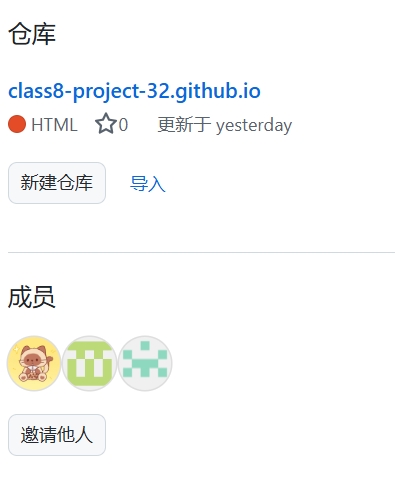 仓库
class8-project-32.github.io
HTML 0 更新于 yesterday
新建仓库 导入
成员
邀请他人